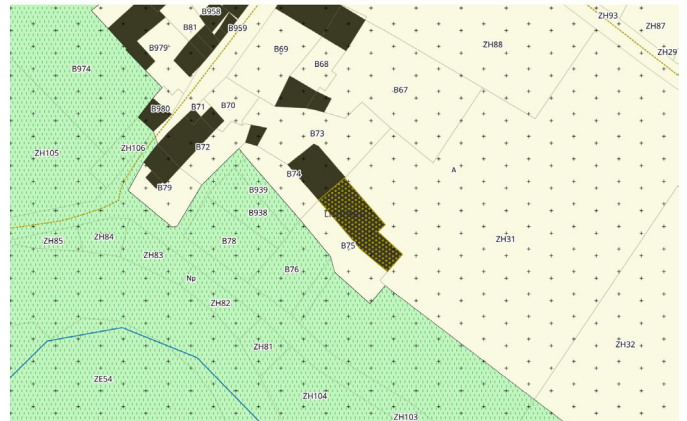 B958
ZH93
ZH87
B81
B959
B979
B69
ZH88
ZH29
B68
B974
B67
B980
B71
B70
B73
ZH105
ZH106
B72
B74
A
B79
B939
B938
ZH85
ZH84
B78
B75
ZH31
ZH83
B76
Np
ZH82
ZH81
ZH32
ZE54
ZH104
ZH103